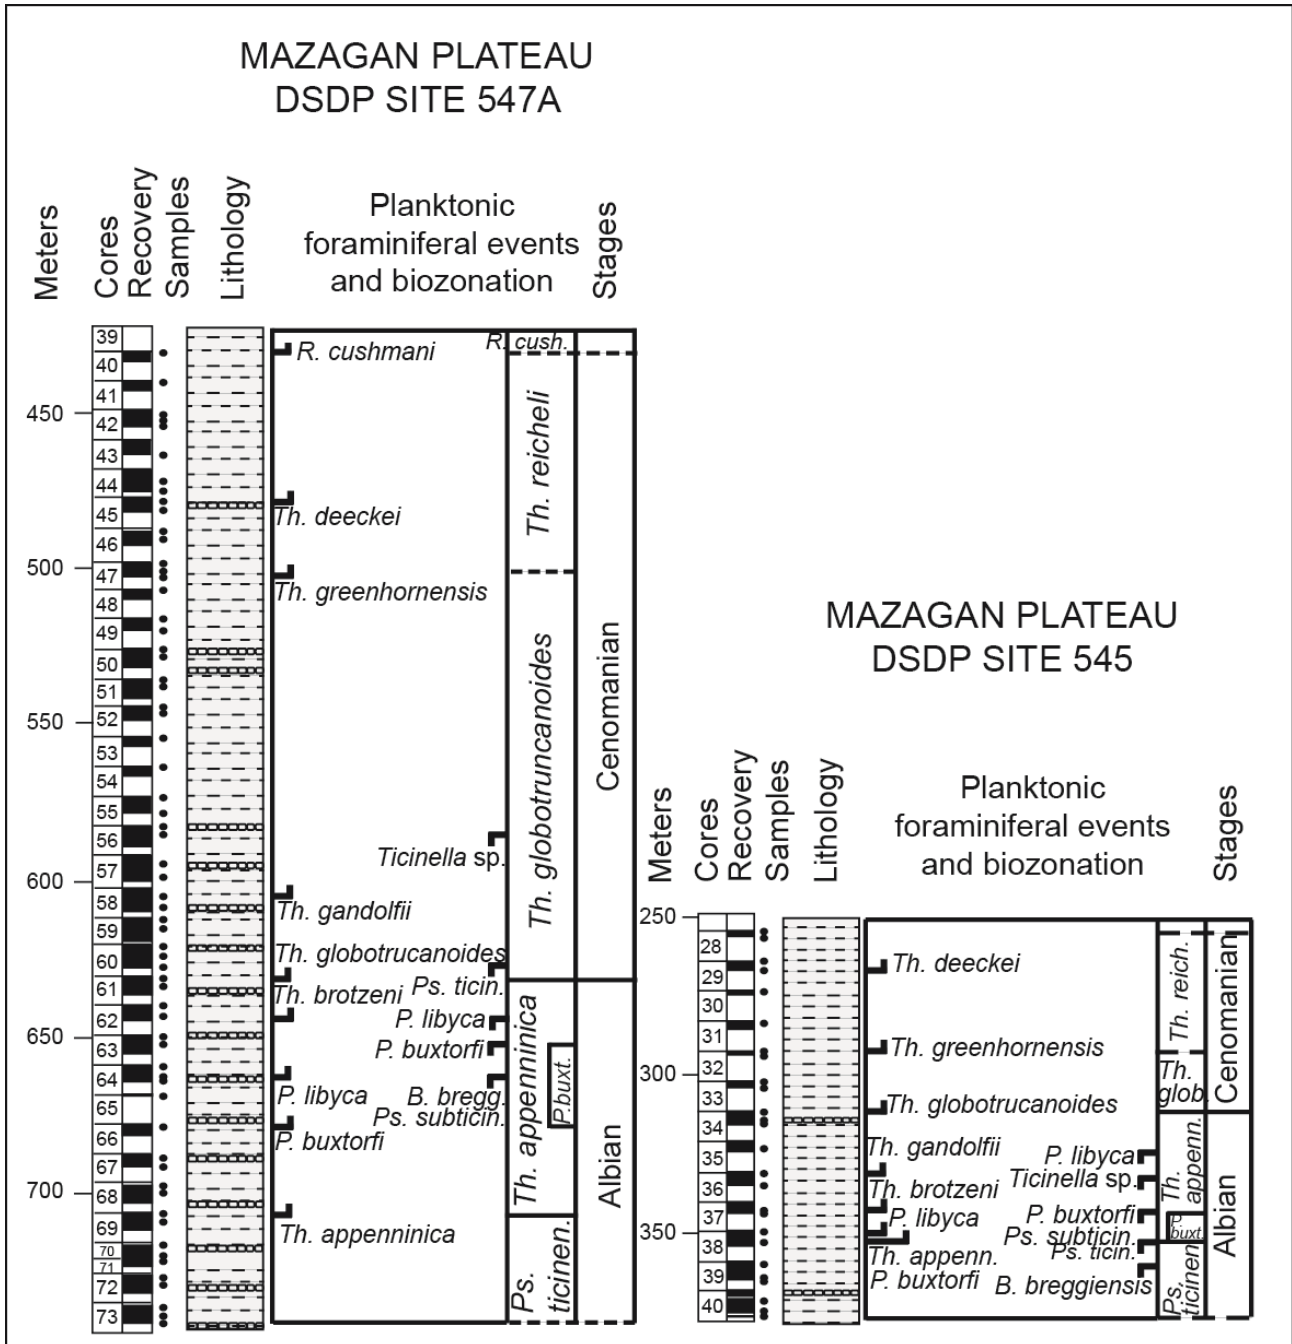 MAZAGAN PLATEAU
DSDP SITE 547A
Meters
Cores
Recovery
Samples
Lithology
Planktonic
foraminiferal events
and biozonation
Stages
39
40
41
42
43
44
45
46
47
48
49
50
51
52
53
54
55
56
57
58
59
60
61
62
63
64
65
66
67
68
69
70
71
72
73
450
500
550
600
650
700
R. cushmani
Th. deeckei
Th. greenhornensis
Ticinella sp.
Th. gandolfii
Th. globotrucanoides
Th. brotzeni
Ps. ticin.
P. libyca
P. buxtorfi
P. libyca
B. bregg.
Ps. subticin.
P. buxtorfi
Th. appenninica
R. cush.
Th. reicheli
Th. globotruncanoides
Th. appenninica
P.buxt.
Ps.
ticinen.
Cenomanian
Albian
MAZAGAN PLATEAU
DSDP SITE 545
Meters
Cores
Recovery
Samples
Lithology
Planktonic
foraminiferal events
and biozonation
Stages
250
300
350
28
29
30
31
32
33
34
35
36
37
38
39
40
Th. deeckei
Th. greenhornensis
Th. globotrucanoides
Th. gandolfii
P. libyca
Ticinella sp.
Th. brotzeni
P. libyca
P. buxtorfi
Ps. subticin.
Th. appenn.
Ps. ticin.
P. buxtorfi
B. breggiensis
Th. reich.
Th.
glob.
Th.
appenn.
P.
buxt.
Ps.
ticinen
Cenomanian
Albian